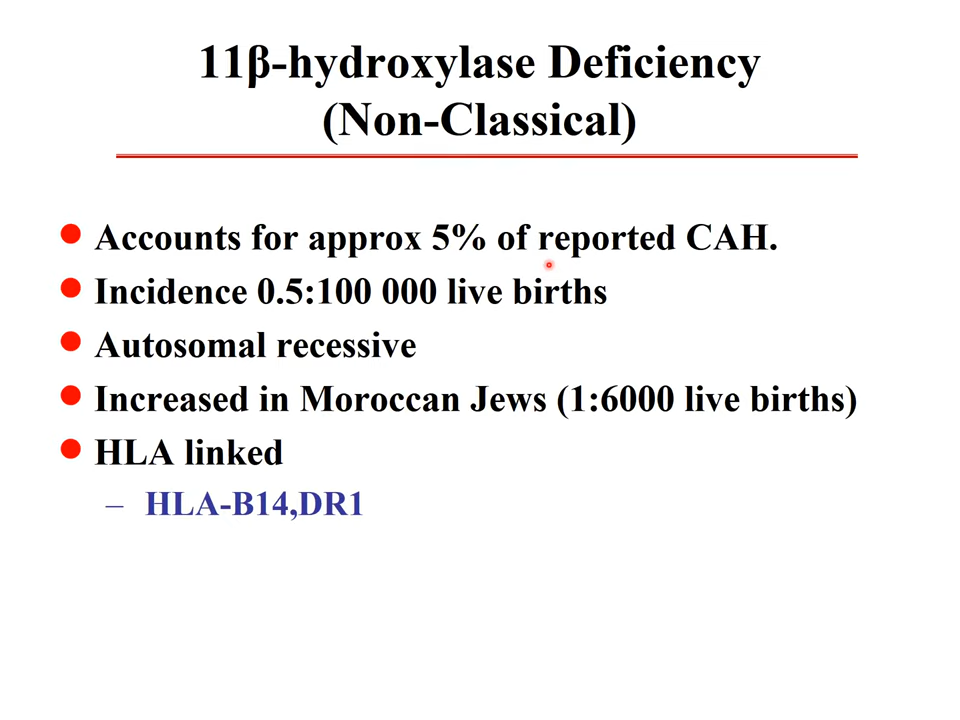 11β-hydroxylase Deficiency
(Non-Classical)
Accounts for approx 5% of reported CAH.
Incidence 0.5:100 000 live births
Autosomal recessive
Increased in Moroccan Jews (1:6000 live births)
HLA linked
– HLA-B14,DR1